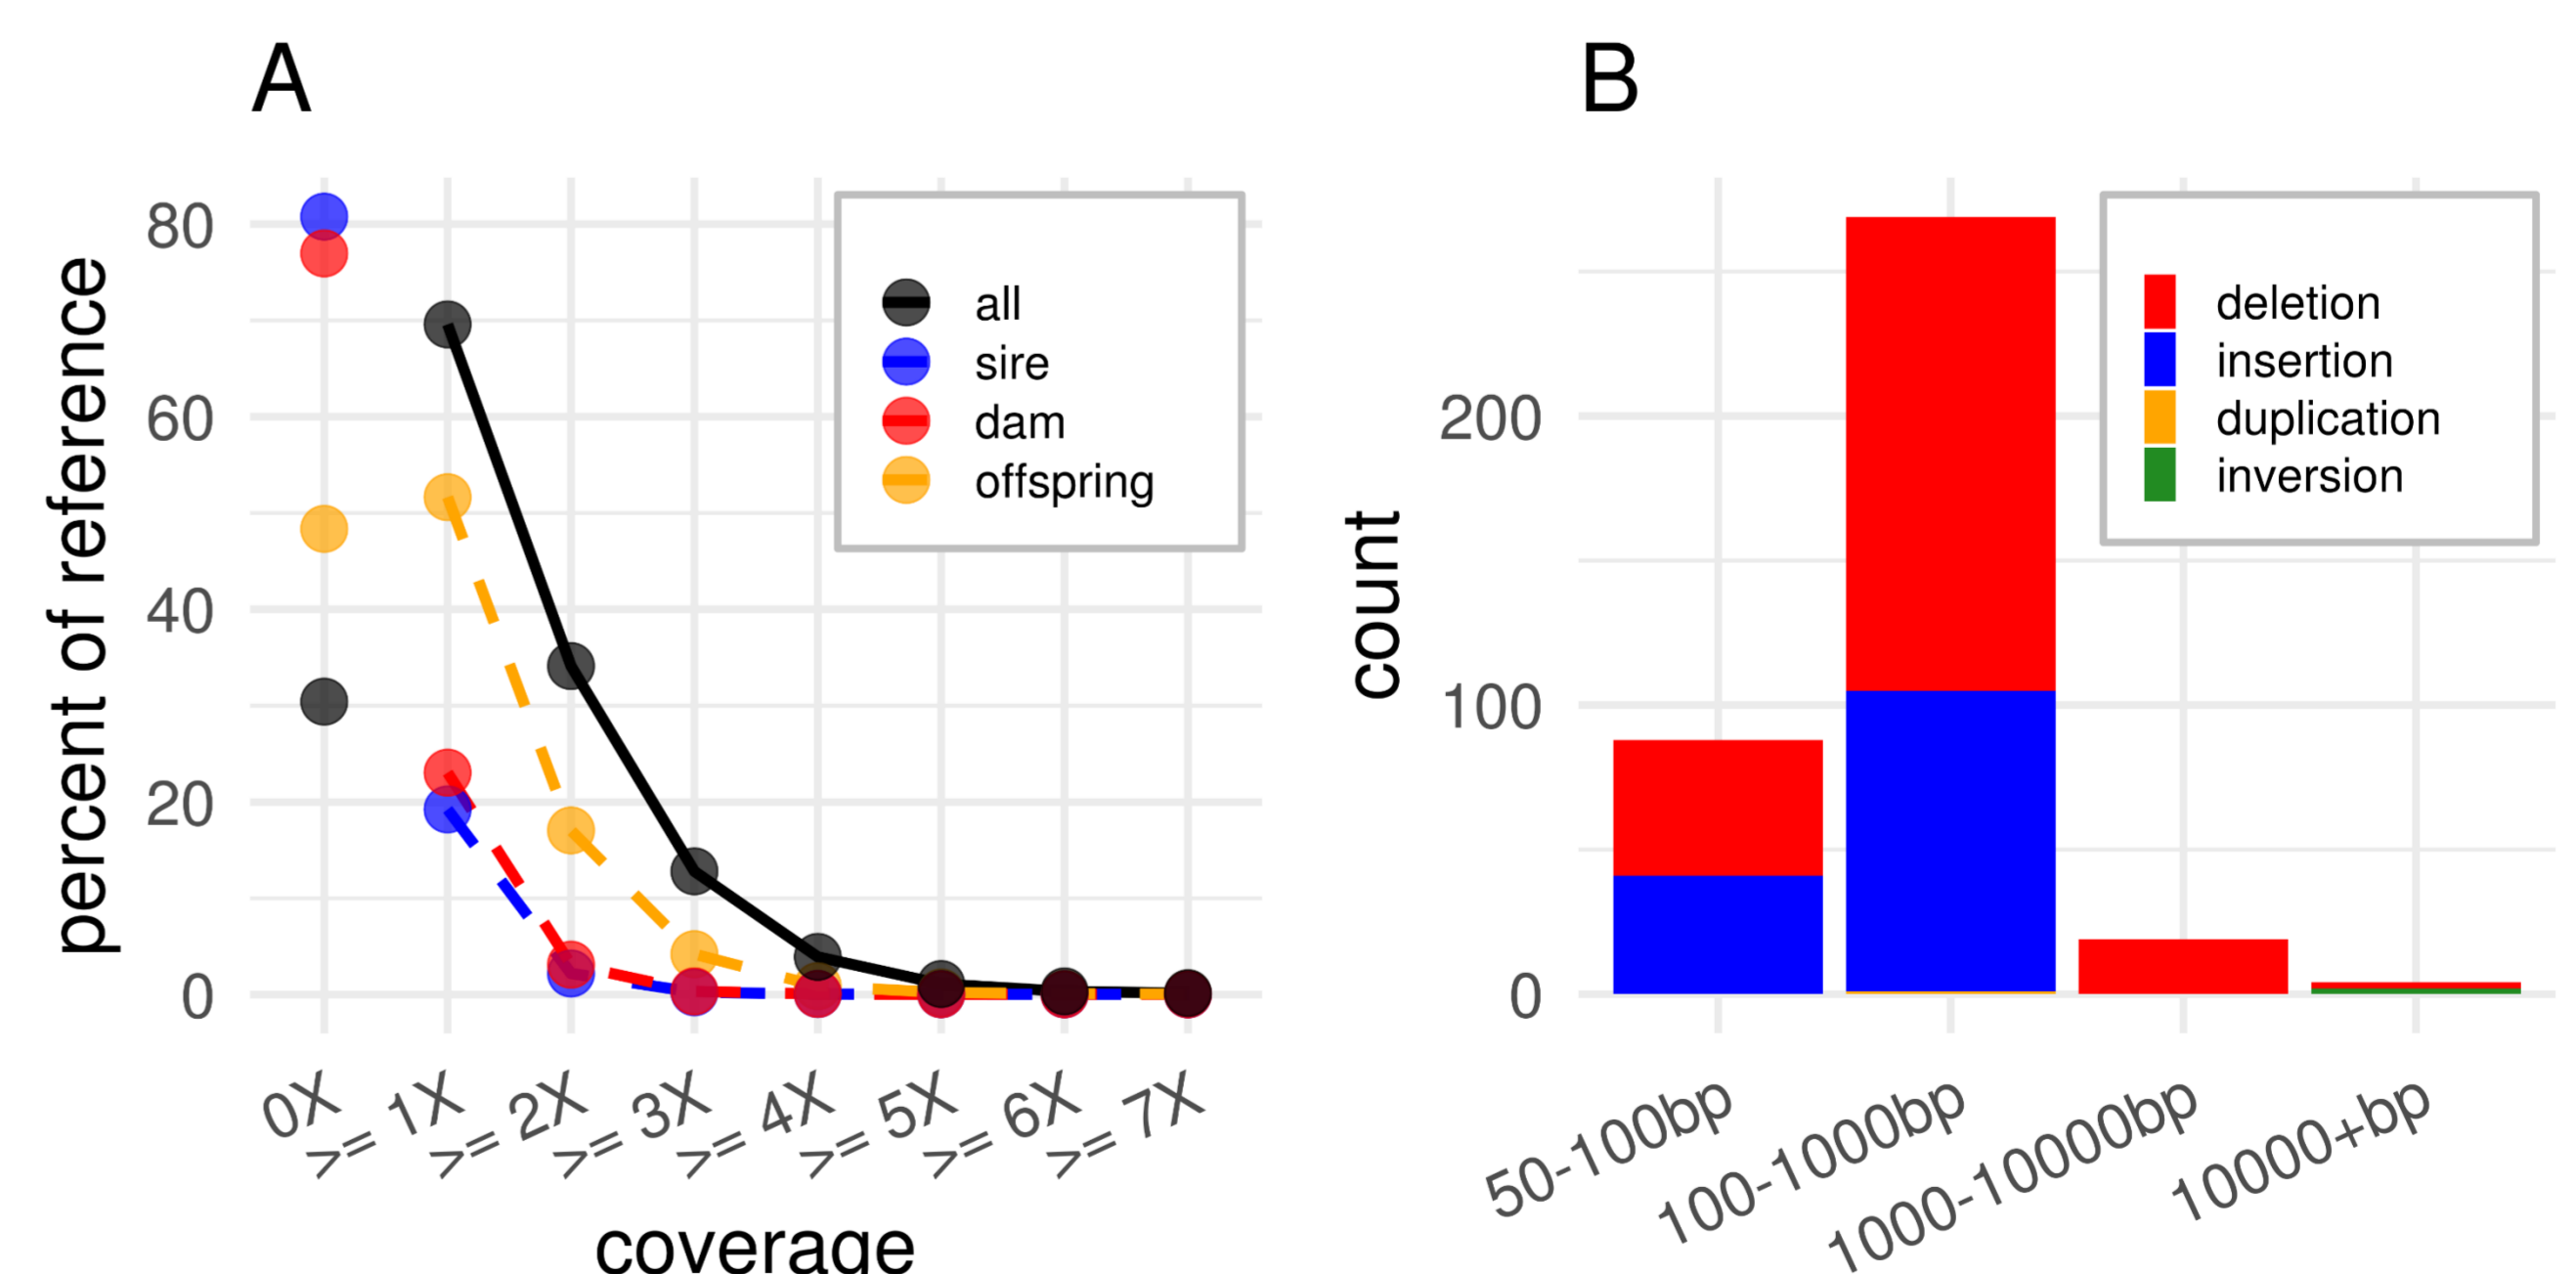 A
percent of reference
80
60
40
20
0
all
sire
dam
offspring
0X
>= 1X
>= 2X
>= 3X
>= 4X
>= 5X
>= 6X
>= 7X
coverage
B
count
200
100
0
deletion
insertion
duplication
inversion
50-100bp
100-1000bp
1000-10000bp
10000+bp